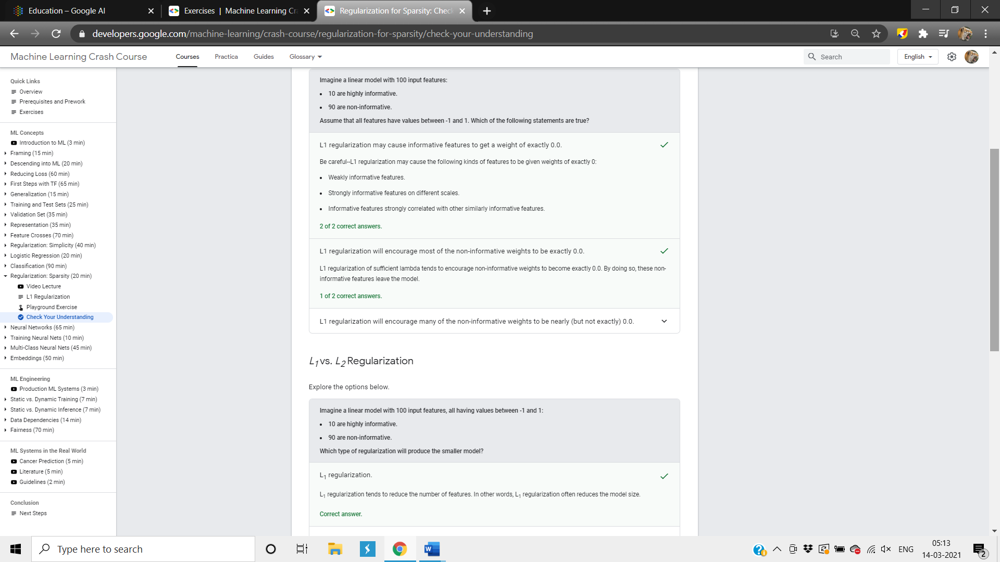 Education – Google AI
Exercises | Machine Learning Cra
Regularization for Sparsity: Check
developers.google.com/machine-learning/crash-course/regularization-for-sparsity/check-your-understanding
Machine Learning Crash Course
Courses
Practica
Guides
Glossary
Search
English
Quick Links
Overview
Prerequisites and Prework
Exercises
ML Concepts
Introduction to ML (3 min)
Framing (15 min)
Descending into ML (20 min)
Reducing Loss (60 min)
First Steps with TF (65 min)
Generalization (15 min)
Training and Test Sets (25 min)
Validation Set (35 min)
Representation (35 min)
Feature Crosses (70 min)
Regularization: Simplicity (40 min)
Logistic Regression (20 min)
Classification (90 min)
Regularization: Sparsity (20 min)
Video Lecture
L1 Regularization
Playground Exercise
Check Your Understanding
Neural Networks (65 min)
Training Neural Nets (10 min)
Multi-Class Neural Nets (45 min)
Embeddings (50 min)
ML Engineering
Production ML Systems (3 min)
Static vs. Dynamic Training (7 min)
Static vs. Dynamic Inference (7 min)
Data Dependencies (14 min)
Fairness (70 min)
ML Systems in the Real World
Cancer Prediction (5 min)
Literature (5 min)
Guidelines (2 min)
Conclusion
Next Steps
Imagine a linear model with 100 input features:
• 10 are highly informative.
• 90 are non-informative.
Assume that all features have values between -1 and 1. Which of the following statements are true?
L1 regularization may cause informative features to get a weight of exactly 0.0.
Be careful--L1 regularization may cause the following kinds of features to be given weights of exactly 0:
• Weakly informative features.
• Strongly informative features on different scales.
• Informative features strongly correlated with other similarly informative features.
2 of 2 correct answers.
L1 regularization will encourage most of the non-informative weights to be exactly 0.0.
L1 regularization of sufficient lambda tends to encourage non-informative weights to become exactly 0.0. By doing so, these non-
informative features leave the model.
1 of 2 correct answers.
L1 regularization will encourage many of the non-informative weights to be nearly (but not exactly) 0.0.
L1 vs. L2 Regularization
Explore the options below.
Imagine a linear model with 100 input features, all having values between -1 and 1:
• 10 are highly informative.
• 90 are non-informative.
Which type of regularization will produce the smaller model?
L1 regularization.
L1 regularization tends to reduce the number of features. In other words, L1 regularization often reduces the model size.
Correct answer.
Type here to search
ENG
05:13
14-03-2021
2